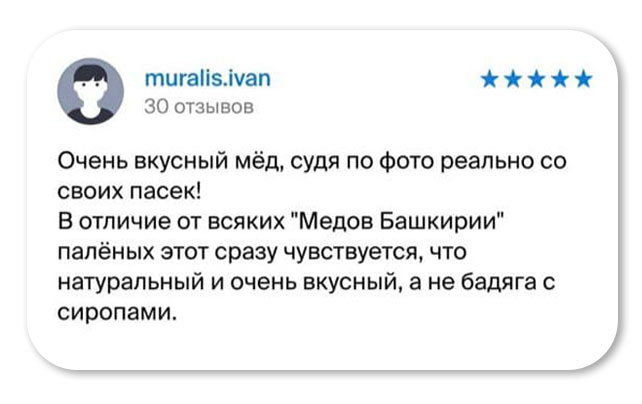 muralis.ivan
30 отзывов
Очень вкусный мёд, судя по фото реально со
своих пасек!
В отличие от всяких "Медов Башкирии"
палёных этот сразу чувствуется, что
натуральный и очень вкусный, а не бадяга с
сиропами.